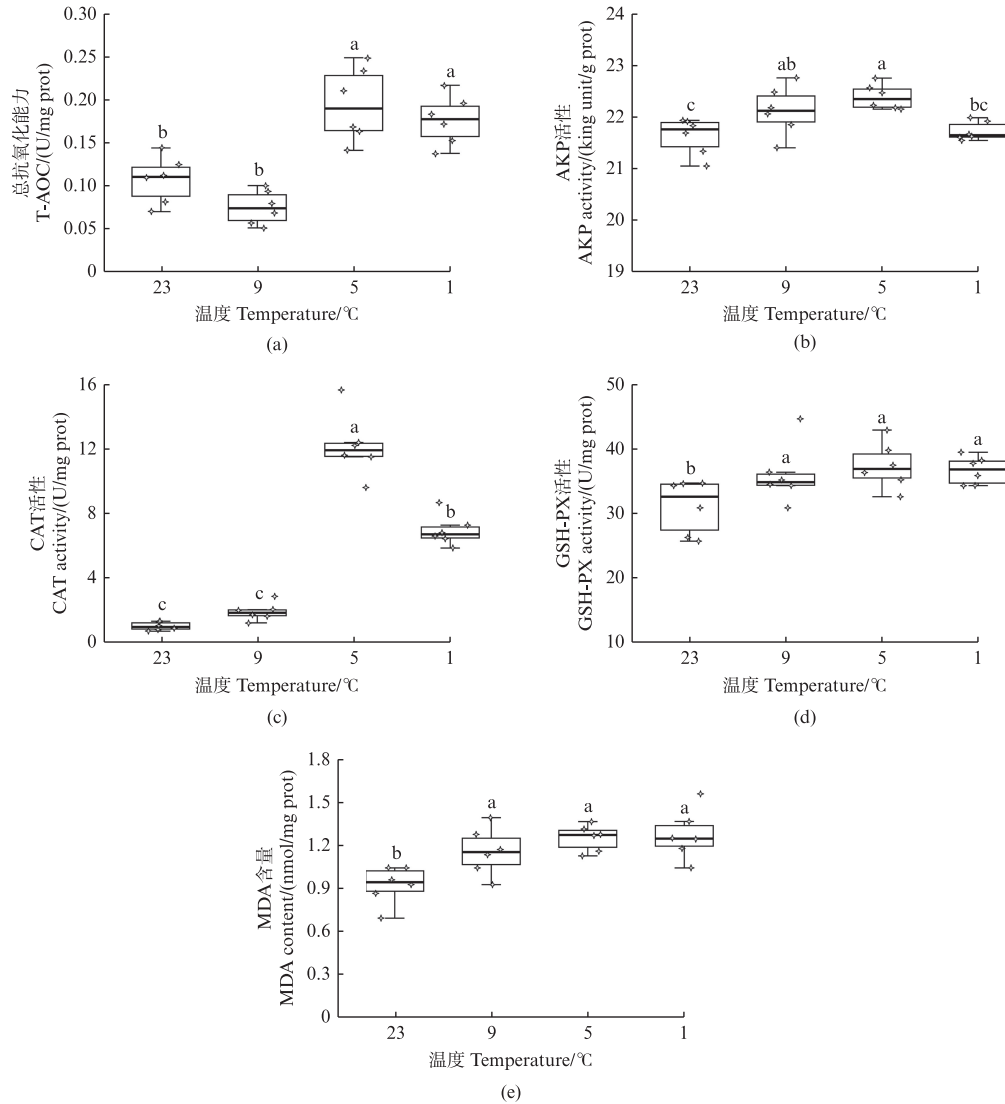 0.30
0.25
0.20
0.15
0.10
0.05
0
总抗氧化能力
T-AOC/(U/mg prot)
b
b
a
a
23
9
5
1
温度 Temperature/℃
(a)
24
23
22
21
20
19
AKP活性
AKP activity/(king unit/g prot)
c
ab
a
bc
23
9
5
1
温度 Temperature/℃
(b)
16
12
8
4
0
CAT活性
CAT activity/(U/mg prot)
c
c
a
b
23
9
5
1
温度 Temperature/℃
(c)
50
40
30
20
10
GSH-PX活性
GSH-PX activity/(U/mg prot)
b
a
a
a
23
9
5
1
温度 Temperature/℃
(d)
1.8
1.5
1.2
0.9
0.6
0.3
0
MDA含量
MDA content/(nmol/mg prot)
b
a
a
a
23
9
5
1
温度 Temperature/℃
(e)